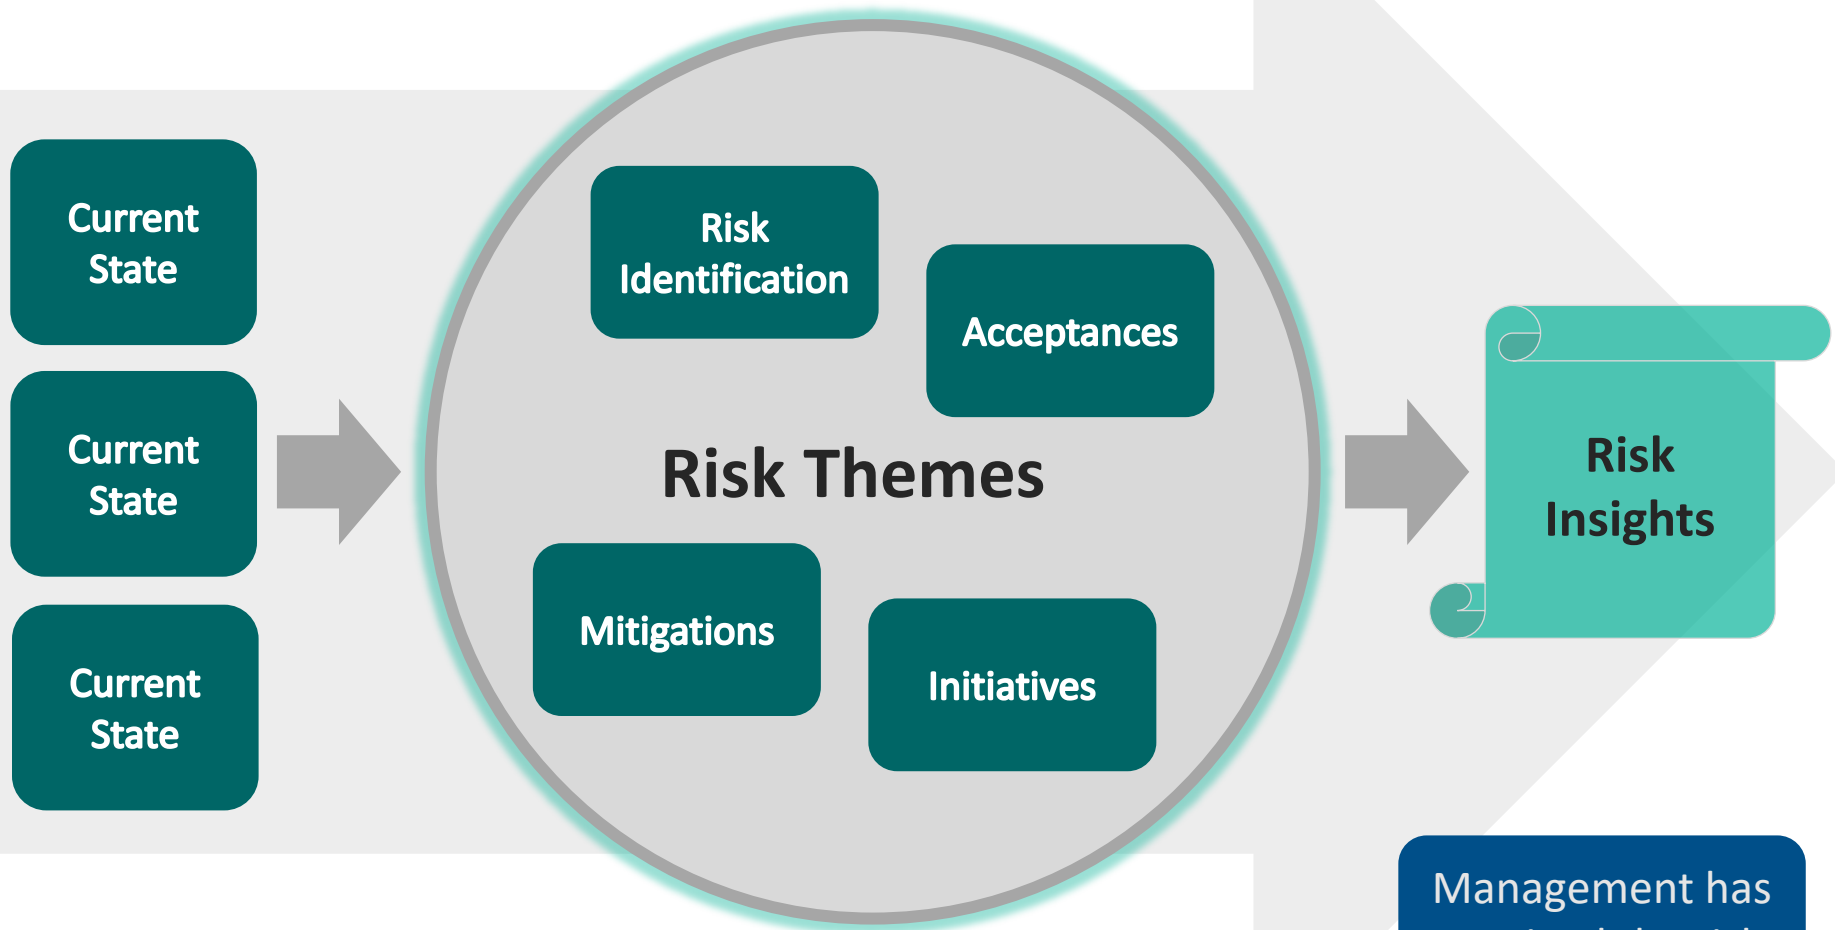 Current
State
Current
State
Current
State
Risk
Identification
Acceptances
Risk Themes
Mitigations
Initiatives
Risk
Insights
Management has